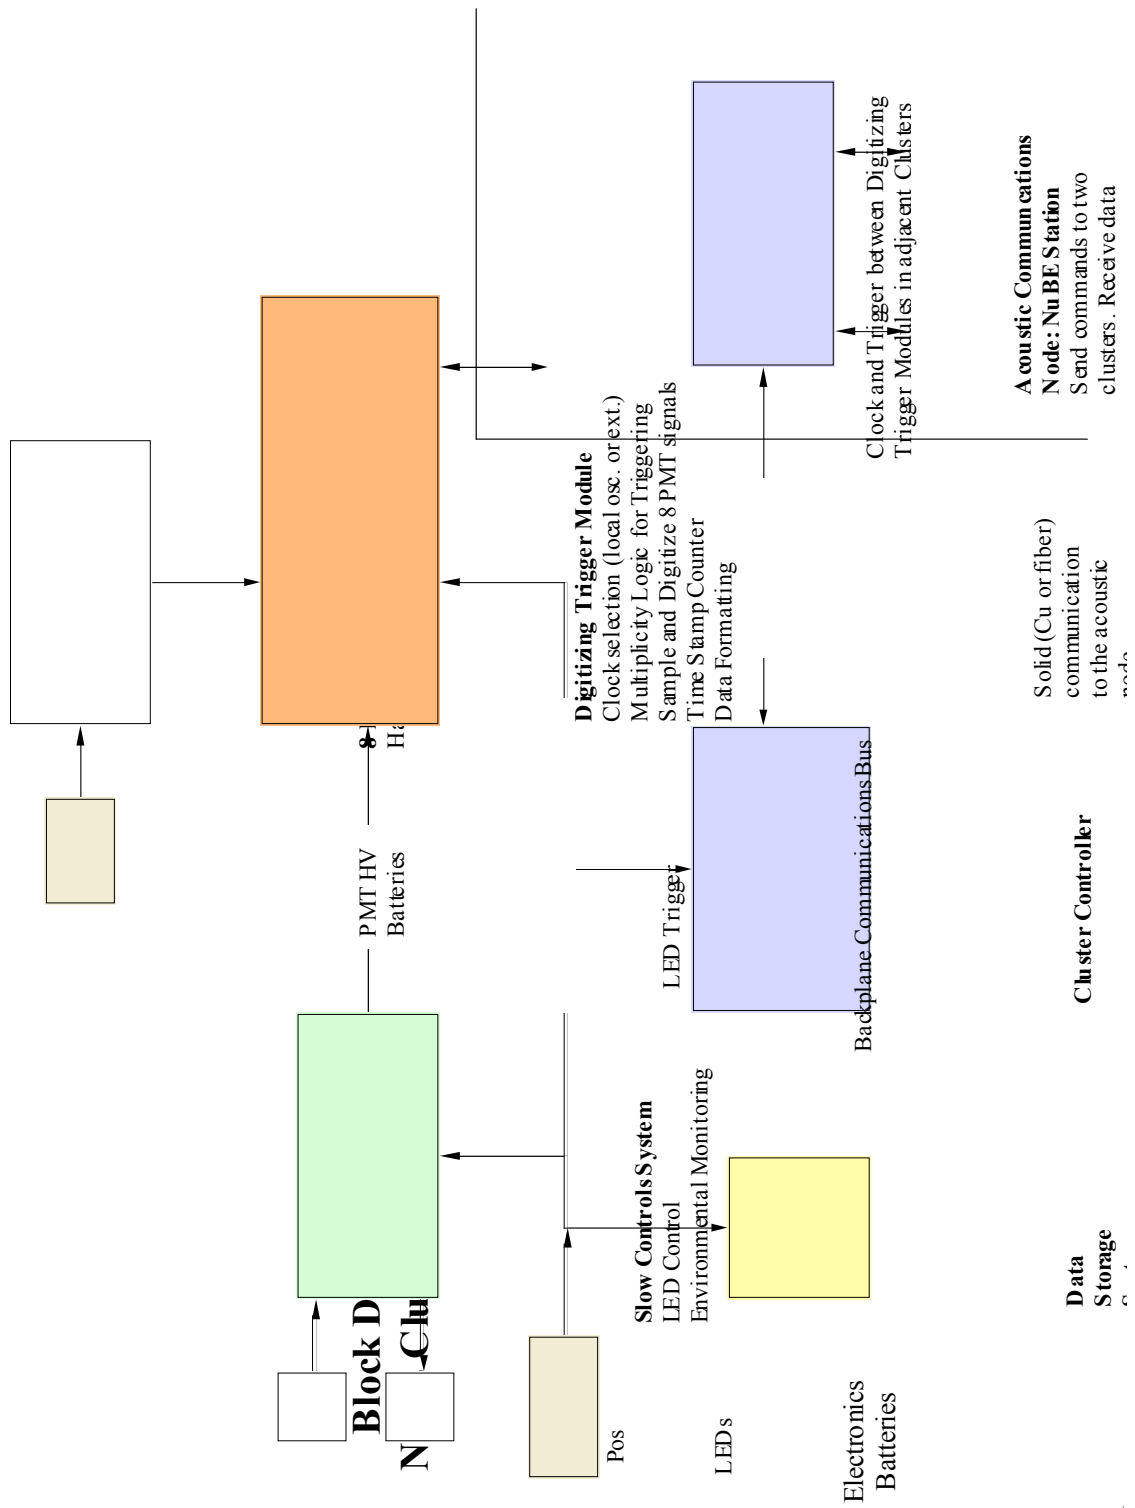 Block D
N Clu
PMT HV
Batteries
8
Ha
Digitizing Trigger Module
Clock selection (local osc. or ext.)
Multiplicity Logic for Triggering
Sample and Digitize 8 PMT signals
Time Stamp Counter
Data Formatting
Pos
Slow Controls System
LED Control
Environmental Monitoring
LED Trigger
LEDs
Electronics
Batteries
Backplane Communications Bus
Clock and Trigger between Digitizing
Trigger Modules in adjacent Clusters
Acoustic Communications
Node: NuBE Station
Send commands to two
clusters. Receive data
Solid (Cu or fiber)
communication
to the acoustic
node
Cluster Controller
Data
Storage